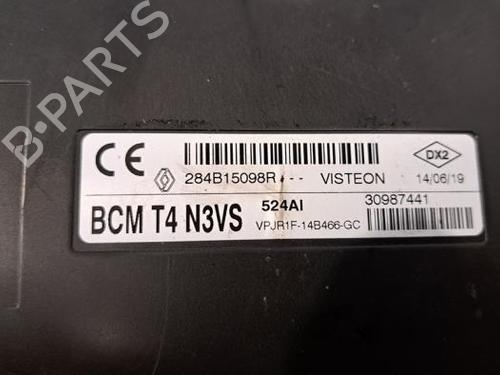 B-PARTS
CE
284B15098R/-- VISTEON
DX2
14/06/19
BCM T4 N3VS
524AI
30987441
VPJR1F-14B466-GC